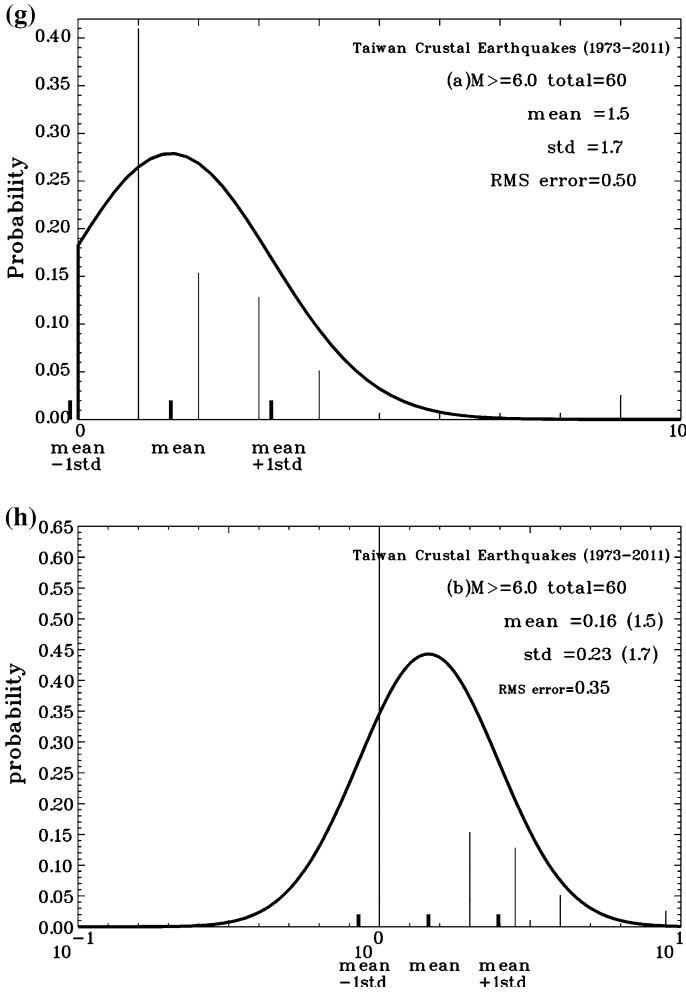 (g)
0.40
0.35
0.30
0.25
0.20
0.15
0.10
0.05
0.00
Probability
Taiwan Crustal Earthquakes (1973-2011)
(a)M>=6.0 total=60
mean =1.5
std =1.7
RMS error=0.50
0
10
mean
-1std
mean
mean
+1std
(h)
0.65
0.60
0.55
0.50
0.45
0.40
0.35
0.30
0.25
0.20
0.15
0.10
0.05
0.00
probability
Taiwan Crustal Earthquakes (1973-2011)
(b)M>=6.0 total=60
mean =0.16 (1.5)
std =0.23 (1.7)
RMS error=0.35
10^-1
10^0
10^1
mean
-1std
mean
mean
+1std